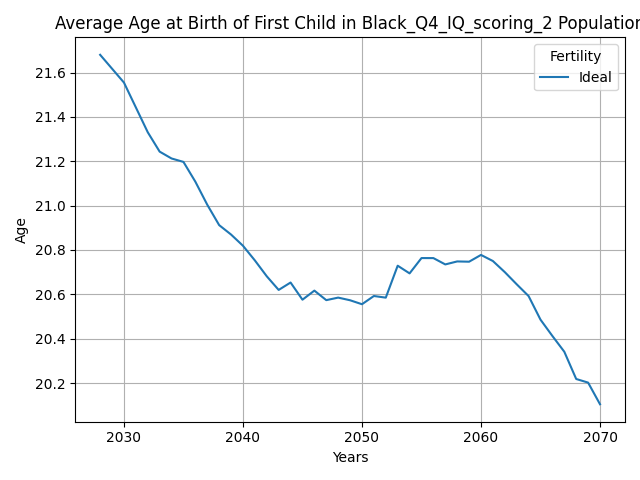 Average Age at Birth of First Child in Black_Q4_IQ_scoring_2 Population
Fertility
Ideal
21.6
21.4
21.2
21.0
20.8
20.6
20.4
20.2
Age
2030 2040 2050 2060 2070
Years